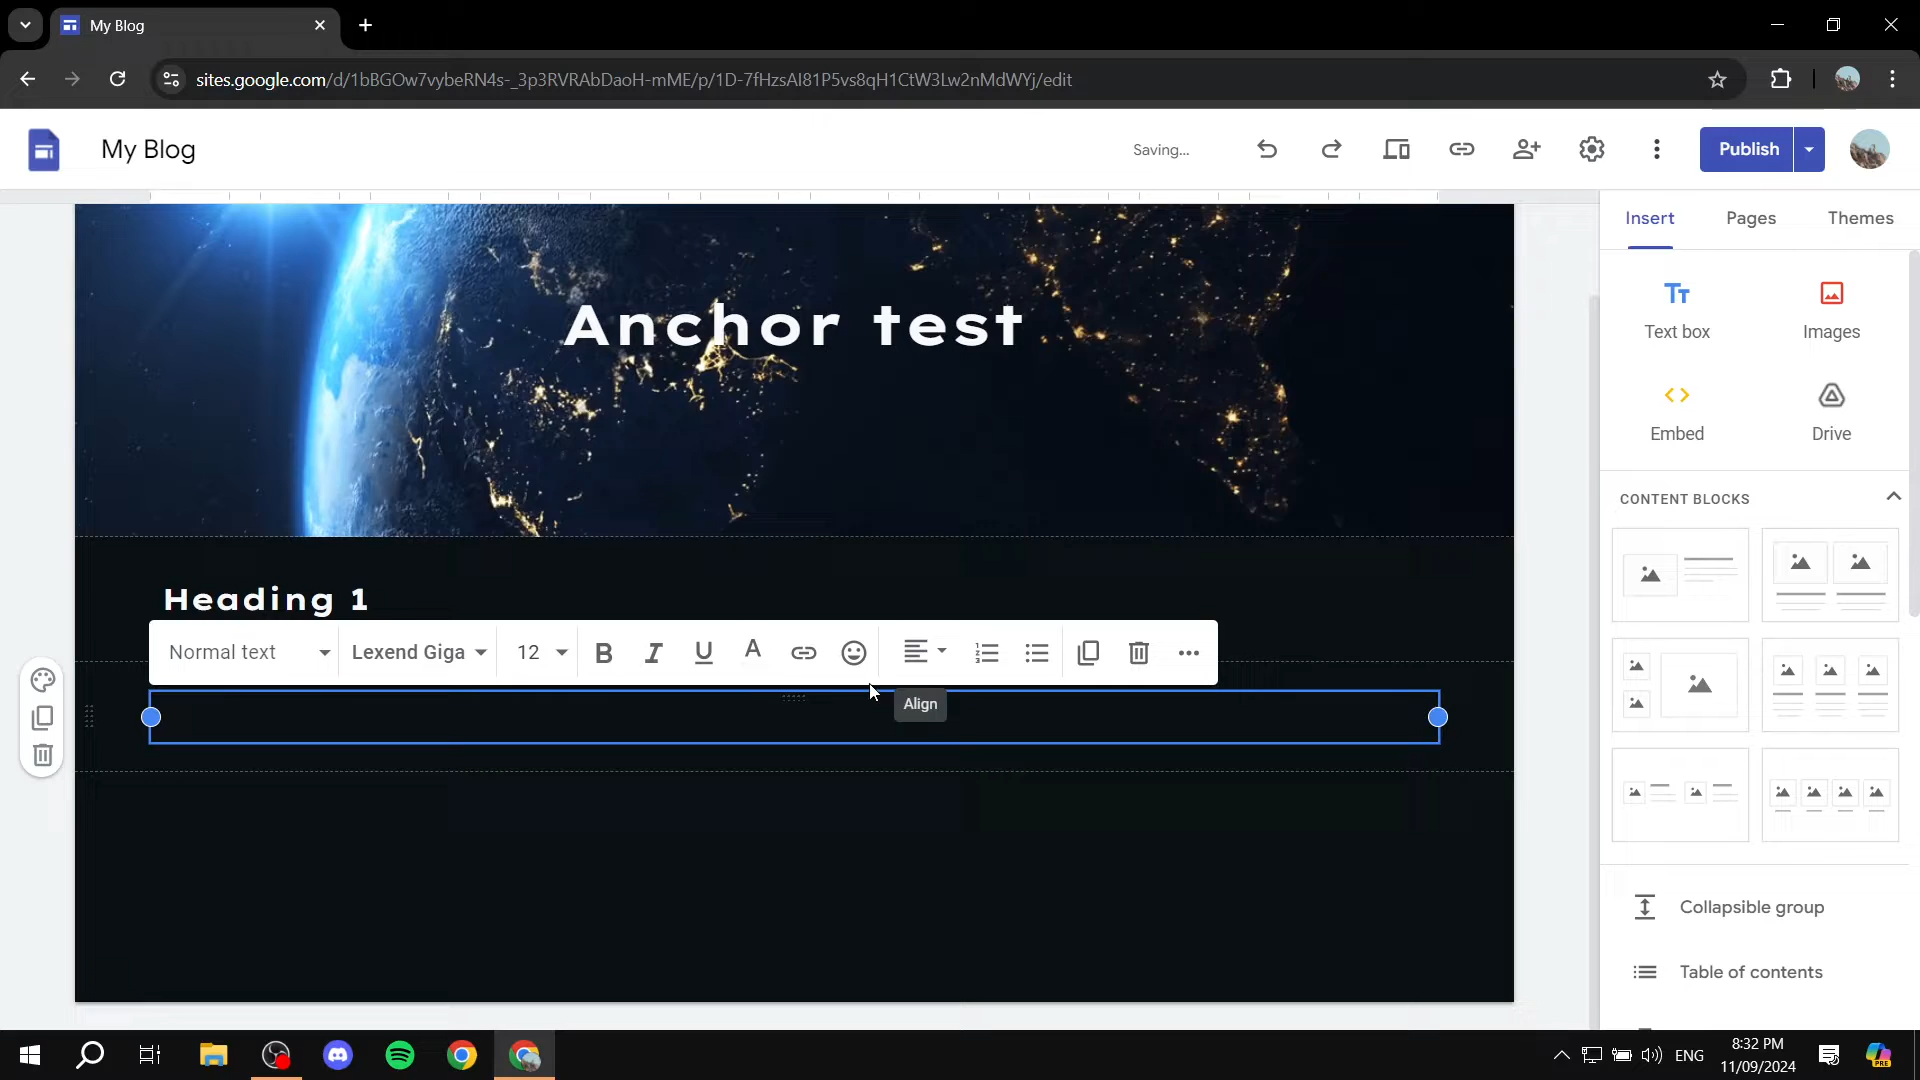 My Blog
sites.google.com/d/1bBGOw7vybeRN4s-_3p3RVRAbDaoH-mME/p/1D-7fHzsAI81P5vs8qH1CtW3Lw2nMdWYj/edit
My Blog
Saving...
Publish
Insert
Pages
Themes
Anchor test
Text box
Images
Embed
Drive
CONTENT BLOCKS
Heading 1
Normal text
Lexend Giga
12
Align
Collapsible group
Table of contents
ENG
8:32 PM
11/09/2024
PRE